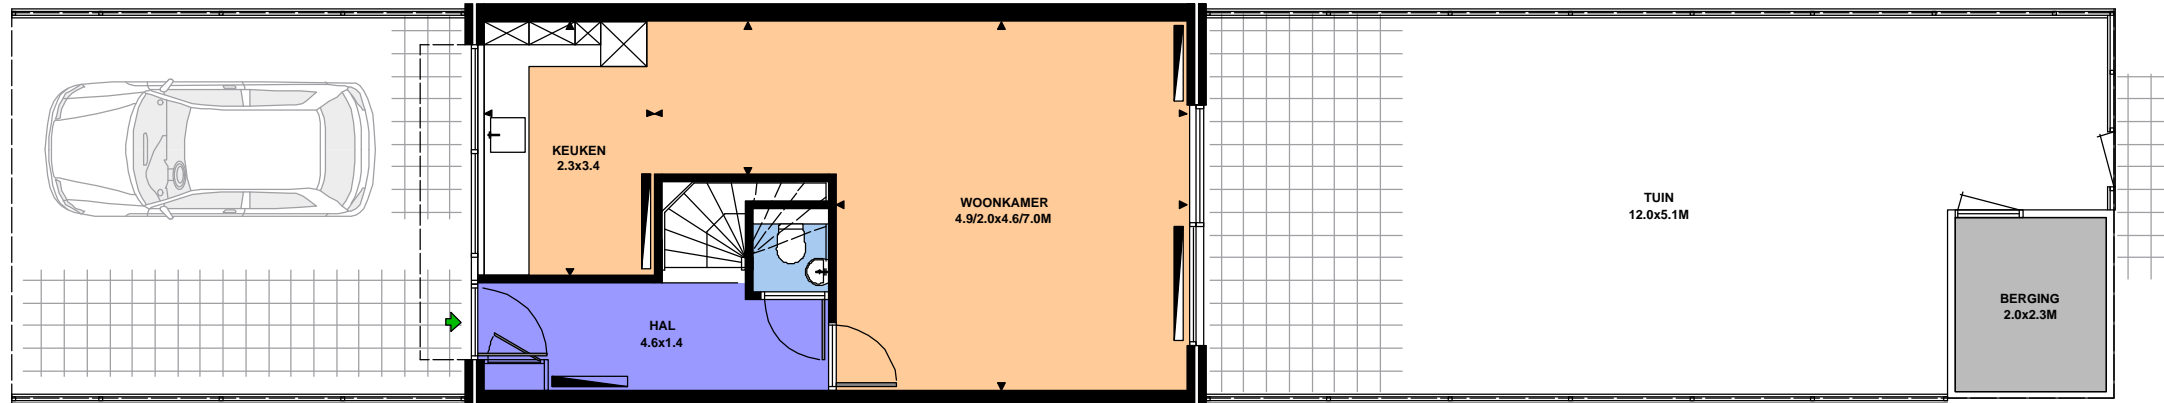 KEUKEN
2.3x3.4
WOONKAMER
4.9/2.0x4.6/7.0M
TUIN
12.0x5.1M
BERGING
2.0x2.3M
HAL
4.6x1.4